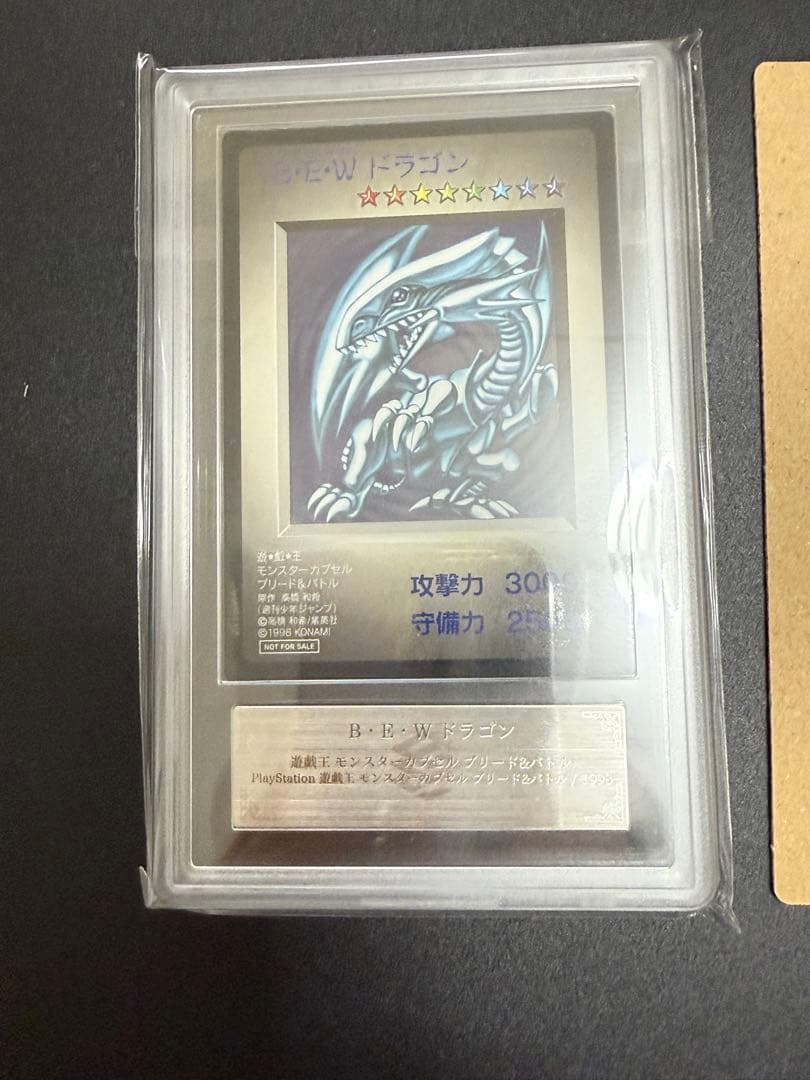 B・E・W ドラゴン
遊★戯★王
モンスターカプセル
ブリード&バトル
原作 高橋 和希
(週刊少年ジャンプ)
©高橋 和希/集英社
©1998 KONAMI
NOT FOR SALE
攻撃力 3000
守備力 25
B・E・W ドラゴン
遊戯王 モンスターカプセル ブリード&バトル
PlayStation 遊戯王 モンスターカプセル ブリード&バトル / 1998